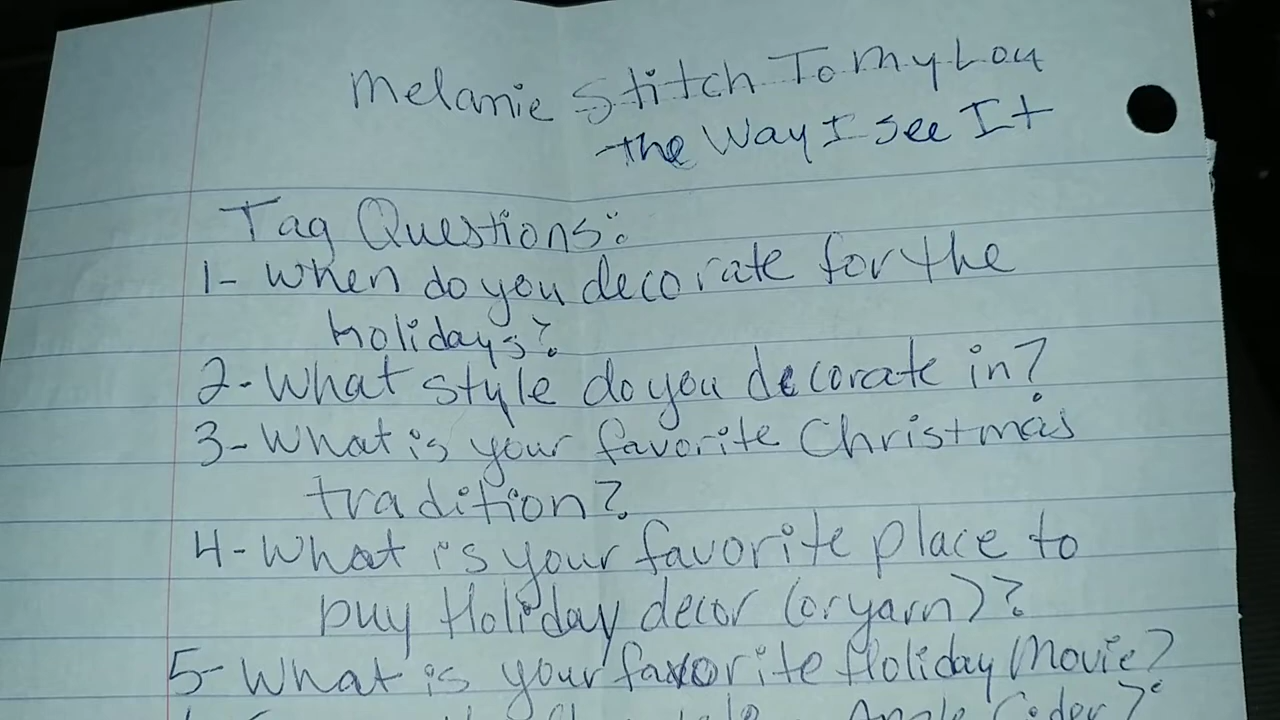 Melanie Stitch To My Lou
the Way I see It
Tag Questions:
1- When do you decorate for the
holidays?
2- What style do you decorate in?
3- What is your favorite Christmas
tradition?
4- What is your favorite place to
buy Holiday decor (or yarn)?
5- What is your favorite Holiday Movie?
Apple Cider?